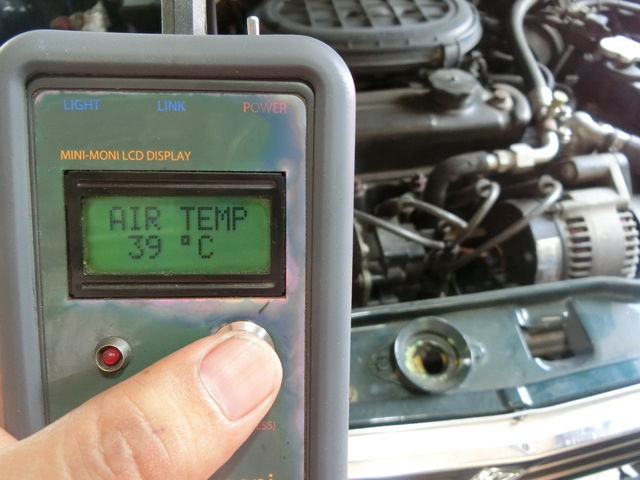 LIGHT LINK POWER
MINI-MONI LCD DISPLAY
AIR TEMP
39 °C